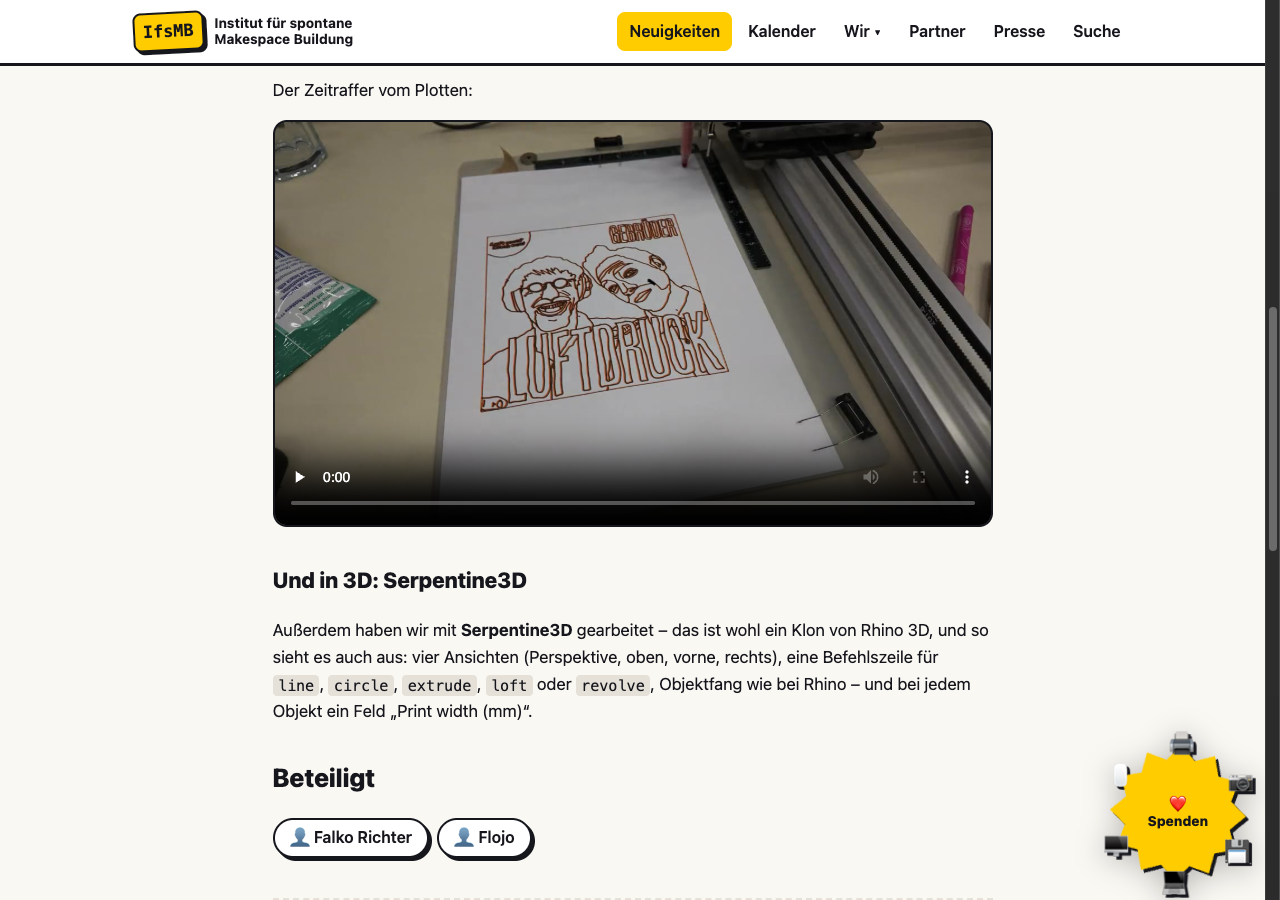 IfsMB
Institut für spontane
Makespace Buildung
Neuigkeiten
Kalender
Wir ▾
Partner
Presse
Suche
Der Zeitraffer vom Plotten:
GEBRÜDER
LUFTDRUCK
0:00
Und in 3D: Serpentine3D
Außerdem haben wir mit Serpentine3D gearbeitet – das ist wohl ein Klon von Rhino 3D, und so
sieht es auch aus: vier Ansichten (Perspektive, oben, vorne, rechts), eine Befehlszeile für
line, circle, extrude, loft oder revolve, Objektfang wie bei Rhino – und bei jedem
Objekt ein Feld „Print width (mm)“.
Beteiligt
Falko Richter
Flojo
Spenden